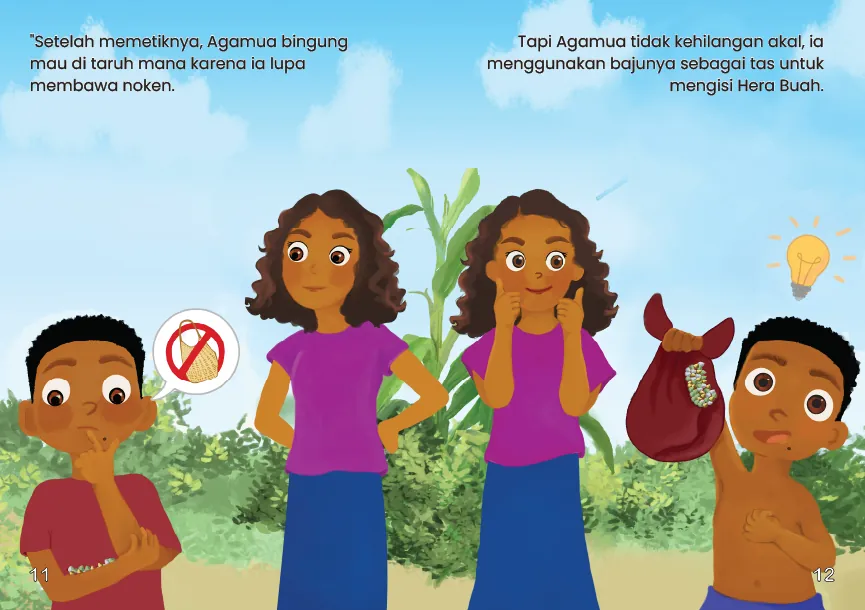 "Setelah memetiknya, Agamua bingung
mau di taruh mana karena ia lupa
membawa noken.
Tapi Agamua tidak kehilangan akal, ia
menggunakan bajunya sebagai tas untuk
mengisi Hera Buah.
11
12